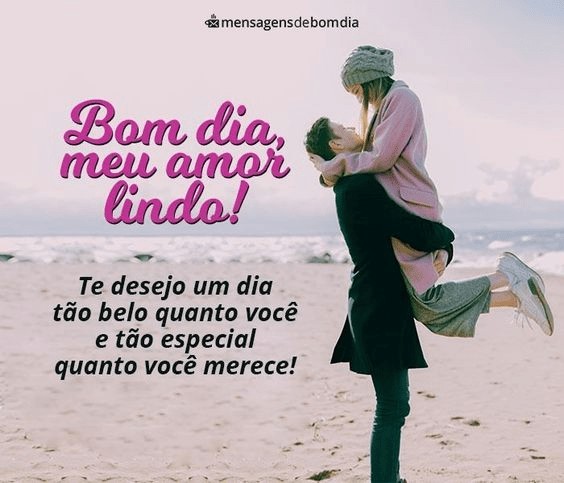 mensagensdebomdia
Bom dia,
meu amor
lindo!
Te desejo um dia
tão belo quanto você
e tão especial
quanto você merece!